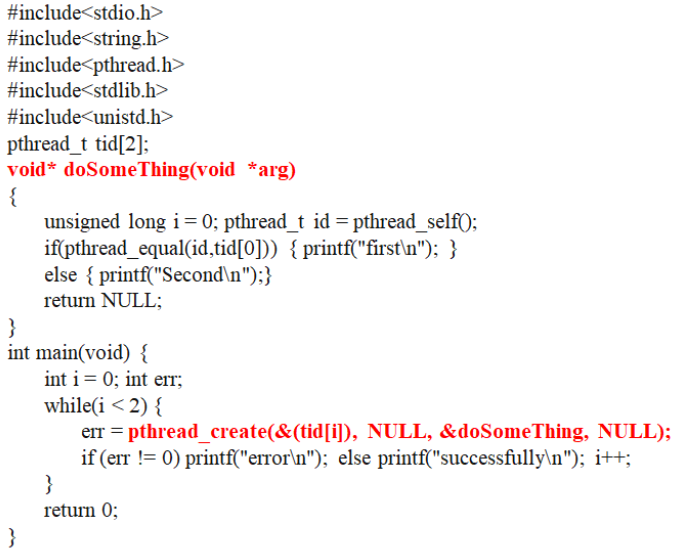 #include<stdio.h>
#include<string.h>
#include<pthread.h>
#include<stdlib.h>
#include<unistd.h>
pthread_t tid[2];
void* doSomeThing(void *arg)
{
unsigned long i = 0; pthread_t id = pthread_self();
if(pthread_equal(id,tid[0])) { printf("first\n"); }
else { printf("Second\n");}
return NULL;
}
int main(void) {
int i = 0; int err;
while(i < 2) {
err = pthread_create(&(tid[i]), NULL, &doSomeThing, NULL);
if (err != 0) printf("error\n"); else printf("successfully\n"); i++;
}
return 0;
}